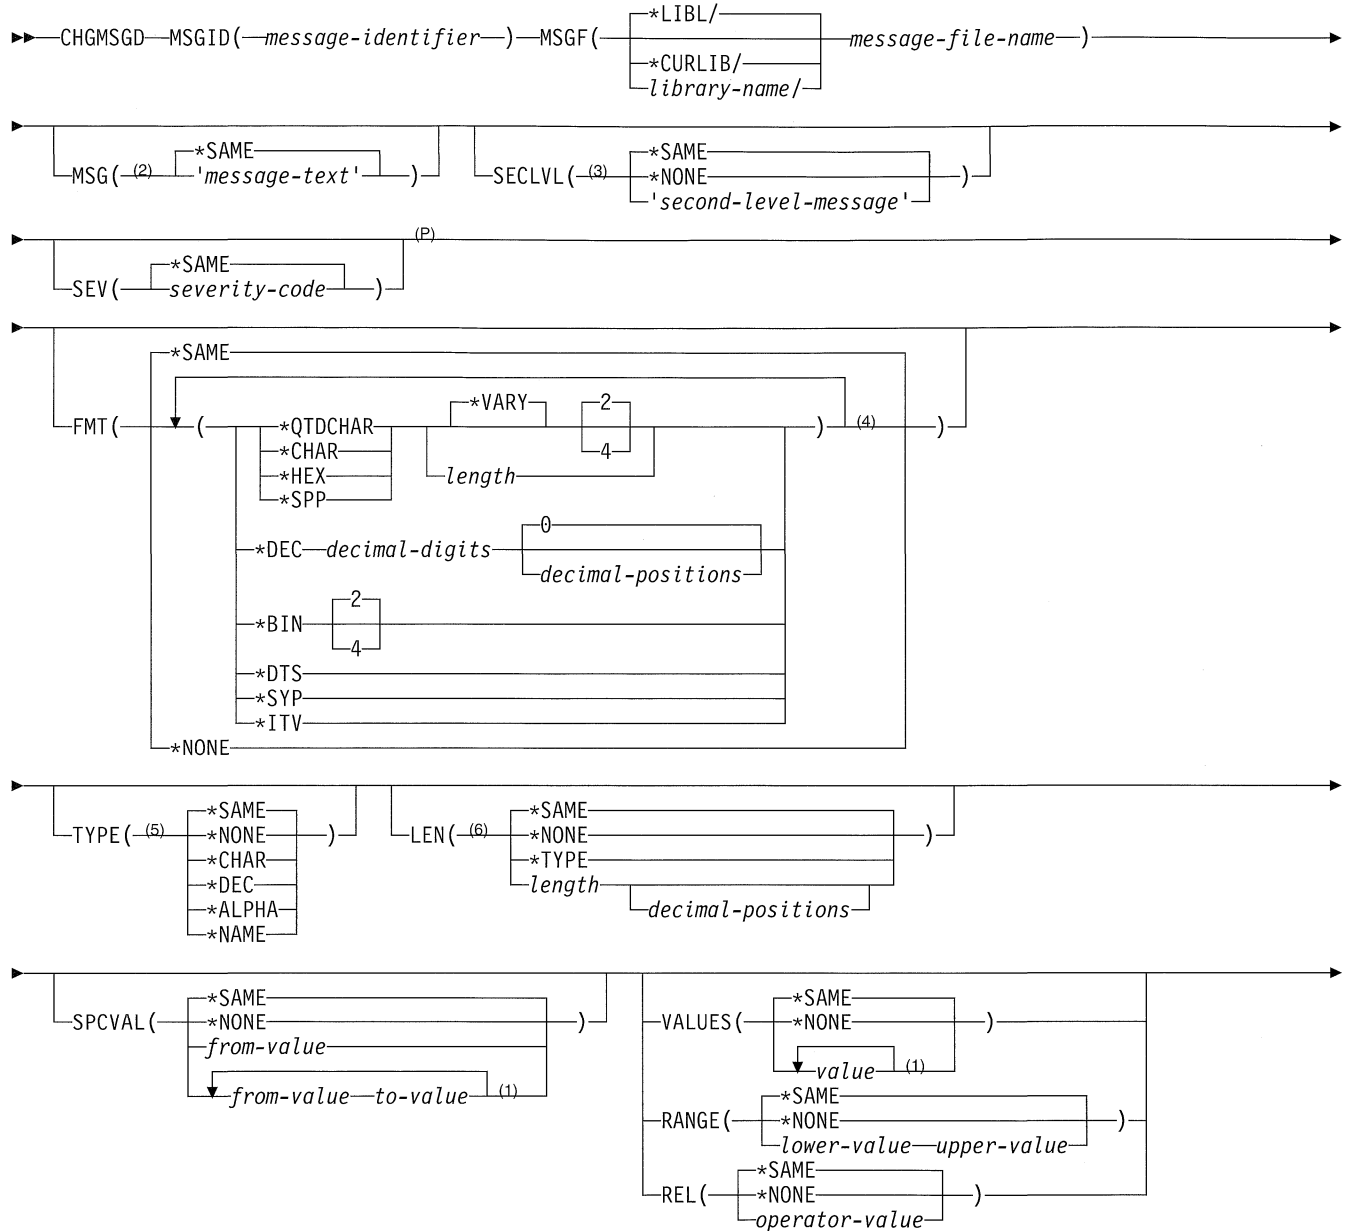 *LIBL/
CHGMSGD MSGID( message-identifier ) MSGF( message-file-name )
*CURLIB/
library-name/
*SAME *SAME
MSG( (2) 'message-text' ) SECLVL( (3) *NONE )
'second-level-message'
(P)
*SAME
SEV( severity-code )
*SAME
*VARY 2
FMT( ( *QTDCHAR ) (4) )
*CHAR 4
*HEX length
*SPP
0
*DEC decimal-digits
decimal-positions
2
*BIN
4
*DTS
*SYP
*ITV
*NONE
*SAME *SAME
TYPE( (5) *NONE ) LEN( (6) *NONE )
*CHAR *TYPE
*DEC length
*ALPHA decimal-positions
*NAME
*SAME *SAME
SPCVAL( *NONE ) VALUES( *NONE )
from-value
value (1)
from-value to-value (1)
*SAME
RANGE( *NONE )
lower-value upper-value
*SAME
REL( *NONE )
operator-value